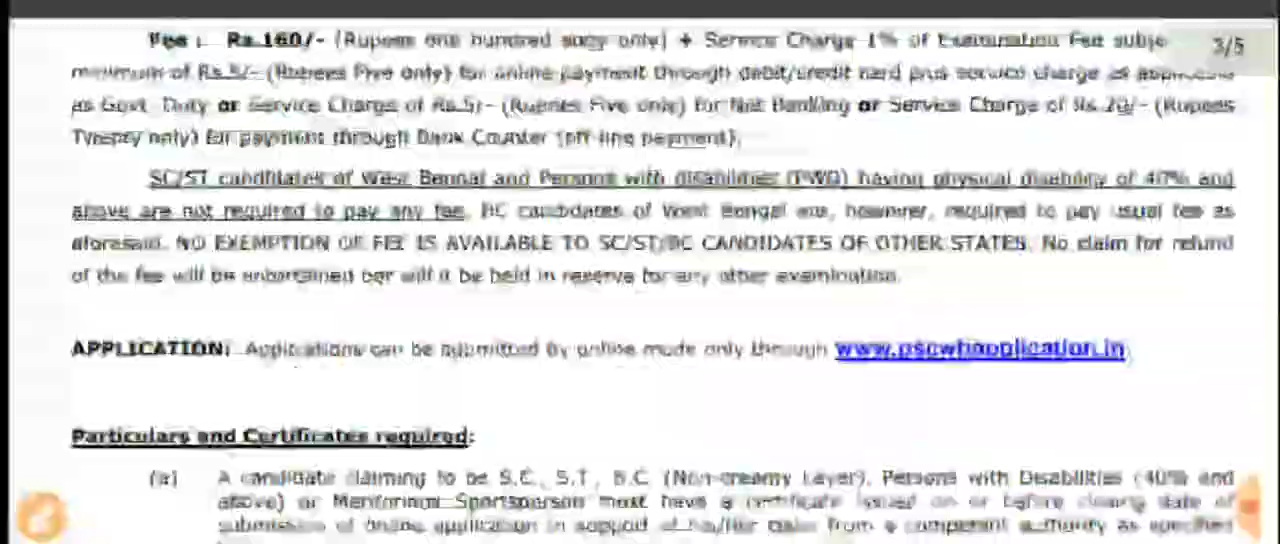 Fee : Rs.160/- (Rupees one hundred sixty only) + Service Charge 1% of Examination Fee subje
3/5
minimum of Rs.5/- (Rupees Five only) for online payment through debit/credit card plus service charge as applicable
as Govt. Duty or Service Charge of Rs.5/- (Rupees Five only) for Net Banking or Service Charge of Rs.20/- (Rupees
Twenty only) for payment through Bank Counter (off-line payment).
SC/ST candidates of West Bengal and Persons with disabilities (PWD) having physical disability of 40% and
above are not required to pay any fee. BC candidates of West Bengal are, however, required to pay usual fee as
aforesaid. NO EXEMPTION OF FEE IS AVAILABLE TO SC/ST/BC CANDIDATES OF OTHER STATES. No claim for refund
of the fee will be entertained nor will it be held in reserve for any other examination.
APPLICATION: Applications can be submitted by online mode only through www.pscwbapplication.in
Particulars and Certificates required:
(a) A candidate claiming to be S.C., S.T., B.C. (Non-creamy Layer), Persons with Disabilities (40% and
above) or Meritorious Sportsperson must have a certificate issued on or before closing date of
submission of online application in support of his/her claim from a competent authority as specified